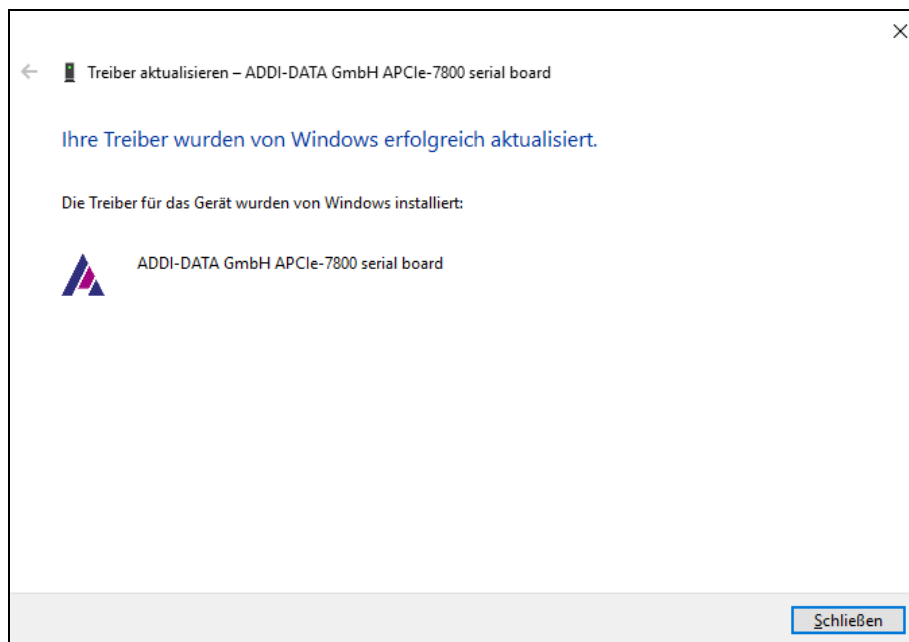 Treiber aktualisieren – ADDI-DATA GmbH APCIe-7800 serial board
Ihre Treiber wurden von Windows erfolgreich aktualisiert.
Die Treiber für das Gerät wurden von Windows installiert:
ADDI-DATA GmbH APCIe-7800 serial board
Schließen